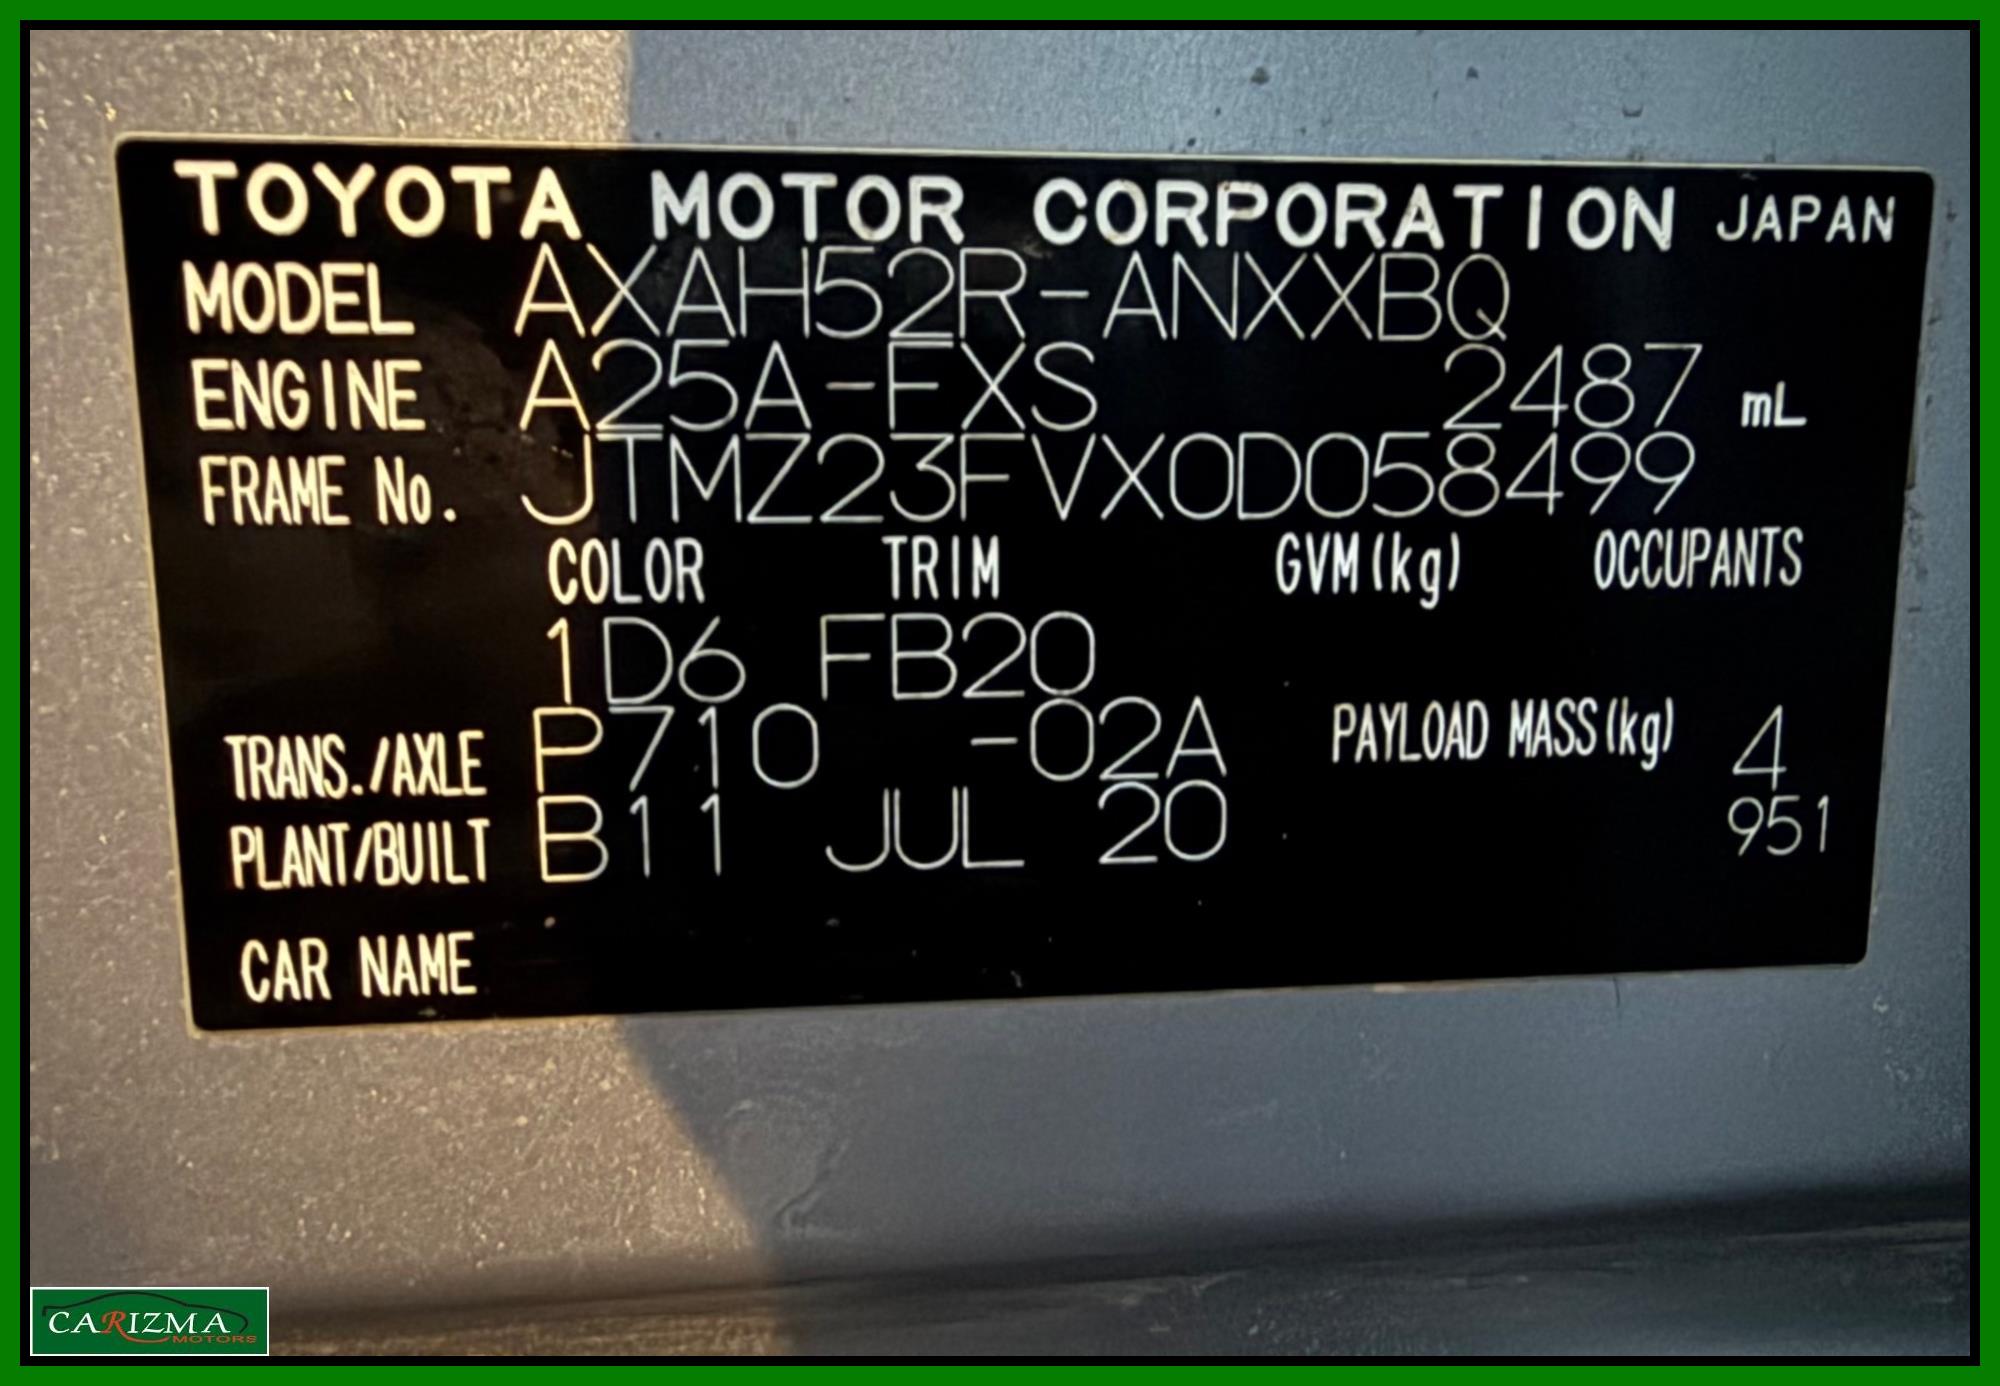 TOYOTA MOTOR CORPORATION JAPAN
MODEL AXAH52R-ANXXBQ
ENGINE A25A-FXS 2487 mL
FRAME No. JTMZ23FVX0D058499
COLOR TRIM GVM(kg) OCCUPANTS
1D6 FB20
TRANS./AXLE P710 -02A PAYLOAD MASS(kg) 4
PLANT/BUILT B11 JUL 20 951
CAR NAME
CARIZMA
MOTORS